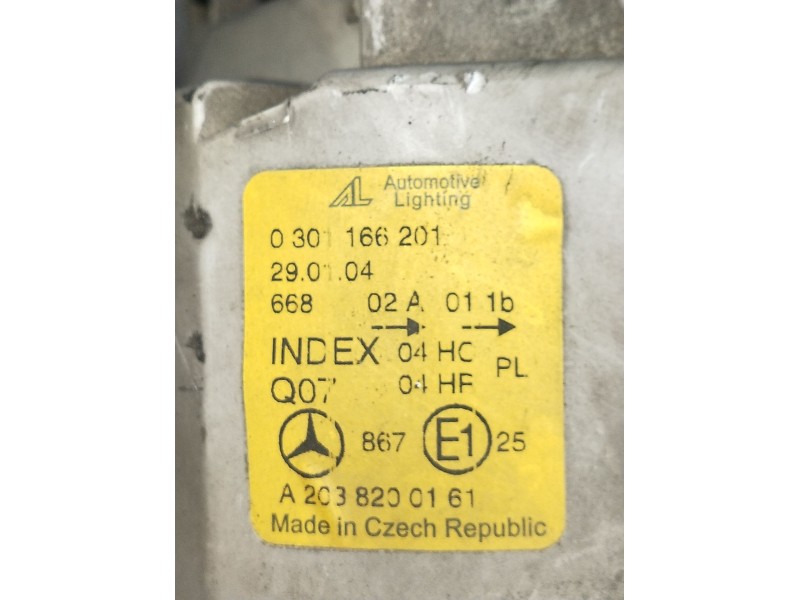 AL Automotive
Lighting
0 301 166 201
29.01.04
668 02 A 01 1b
INDEX 04 HC PL
Q07 04 HR
867 E1 25
A 203 820 01 61
Made in Czech Republic